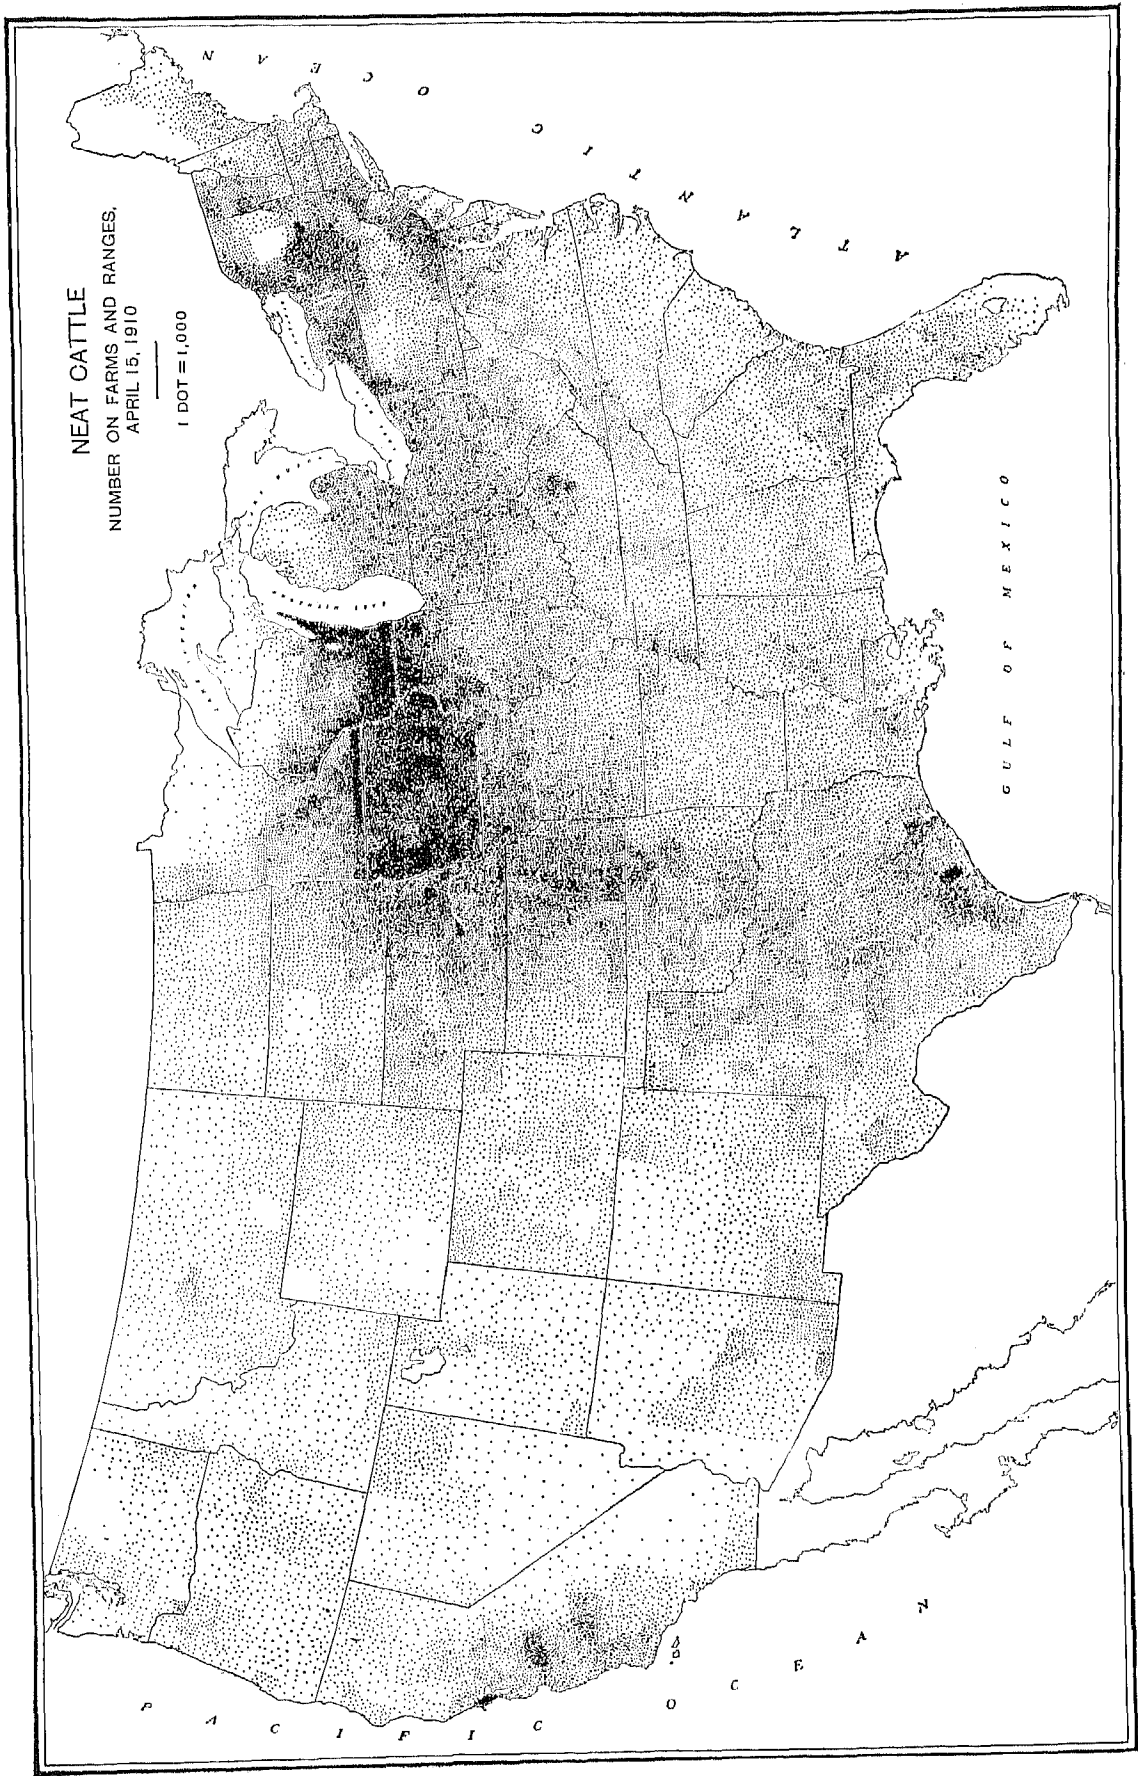 NEAT CATTLE
NUMBER ON FARMS AND RANGES,
APRIL 15, 1910
1 DOT = 1,000
ATLANTIC OCEAN
GULF OF MEXICO
PACIFIC OCEAN